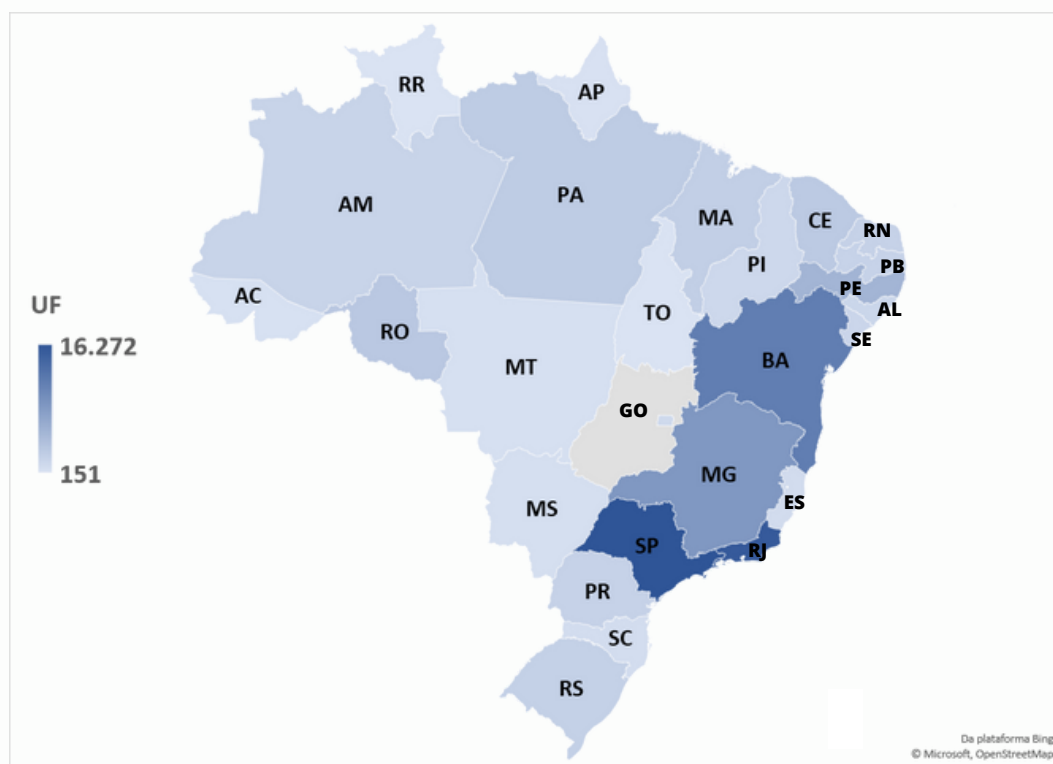 RR
AP
AM
PA
MA
CE
RN
PI
PB
PE
AC
AL
UF
TO
RO
SE
16.272
BA
MT
GO
151
MG
ES
MS
SP
RJ
PR
SC
RS
Da plataforma Bing
© Microsoft, OpenStreetMap